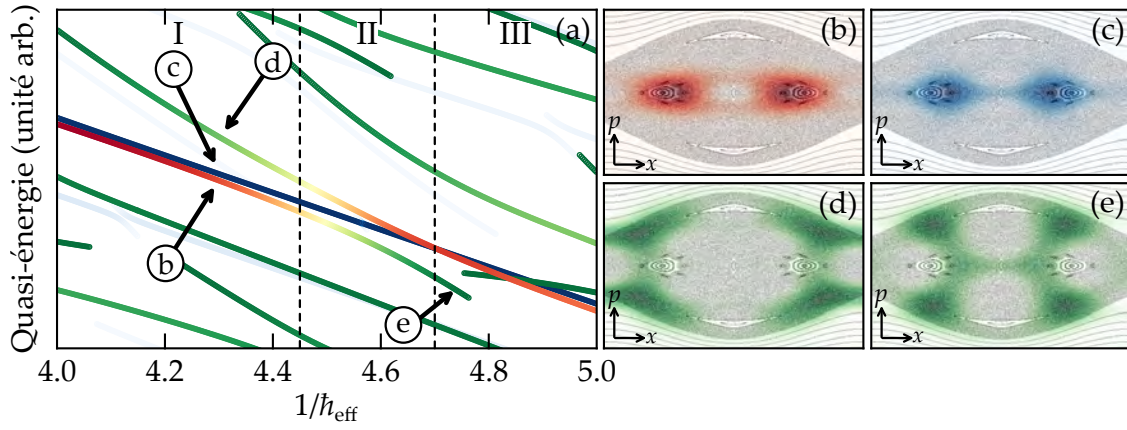 I II III (a)
c d
b
e
Quasi-énergie (unité arb.)
4.0 4.2 4.4 4.6 4.8 5.0
1/ℏeff
(b)
p
x
(c)
p
x
(d)
p
x
(e)
p
x